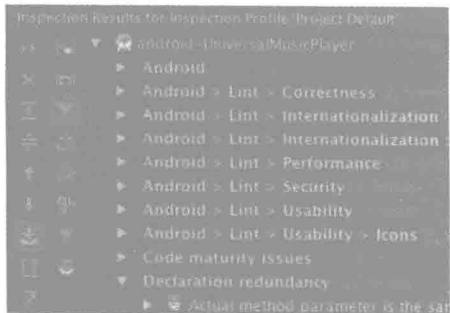 Inspection Results for Inspection Profile 'Project Default'
android-UniversalMusicPlayer
Android
Android > Lint > Correctness
Android > Lint > Internationalization
Android > Lint > Internationalization
Android > Lint > Performance
Android > Lint > Security
Android > Lint > Usability
Android > Lint > Usability > Icons
Code maturity issues
Declaration redundancy
Actual method parameter is the sam